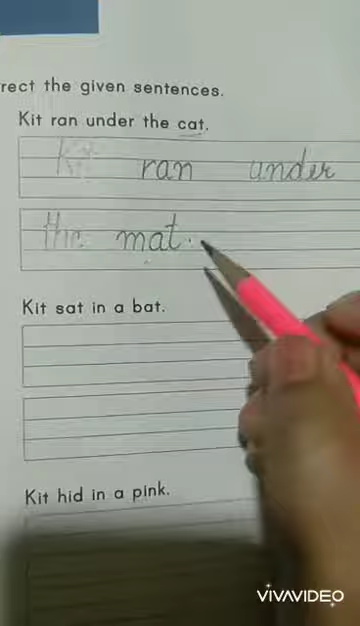 rect the given sentences.
Kit ran under the cat.
Kit ran under
the mat.
Kit sat in a bat.
Kit hid in a pink.
VIVAVIDEO